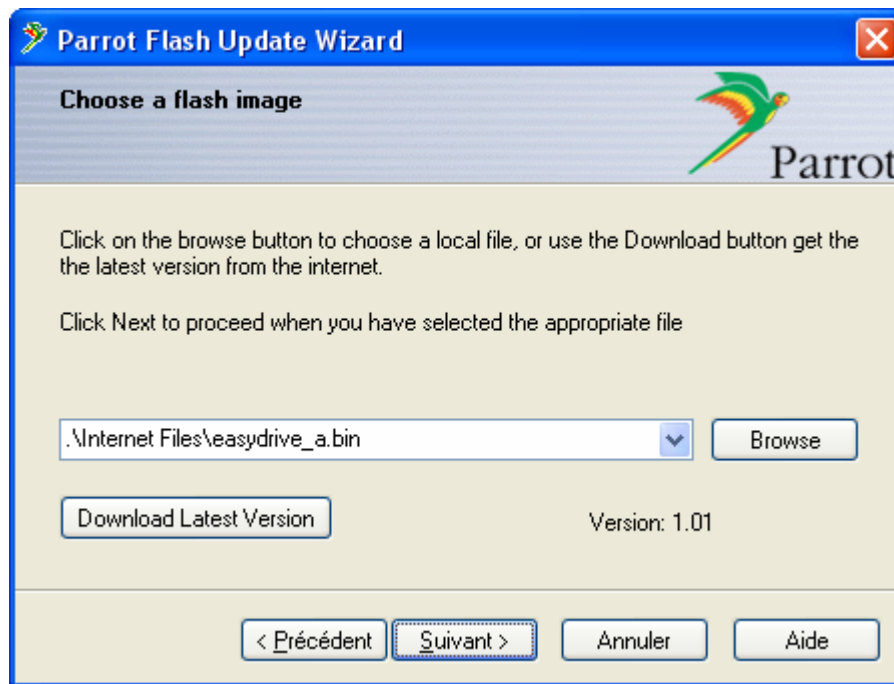 Parrot Flash Update Wizard
Choose a flash image
Parrot
Click on the browse button to choose a local file, or use the Download button get the
the latest version from the internet.
Click Next to proceed when you have selected the appropriate file
.\Internet Files\easydrive_a.bin
Browse
Download Latest Version
Version: 1.01
< Précédent
Suivant >
Annuler
Aide